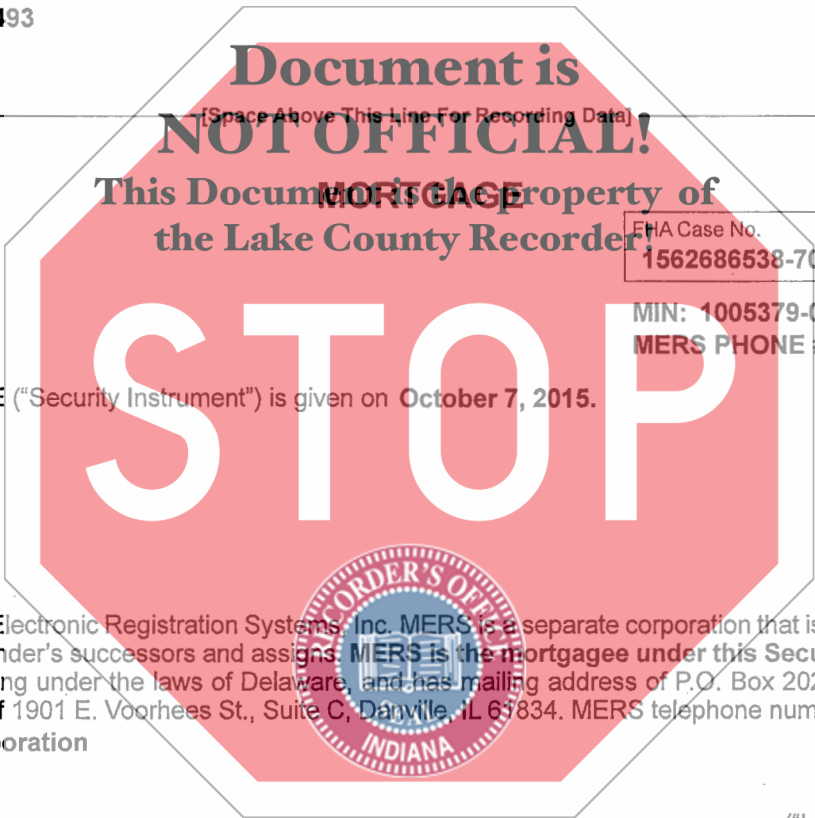 493
Document is
[Space Above This Line For Recording Data]
NOT OFFICIAL!
This Document is the property of
MORTGAGE
the Lake County Recorder!
FHA Case No.
1562686538-70
MIN: 1005379-0
MERS PHONE
STOP
("Security Instrument") is given on October 7, 2015.
RECORDER'S OFFICE
Electronic Registration Systems, Inc. MERS is a separate corporation that is
nder's successors and assigns. MERS is the mortgagee under this Secu
ng under the laws of Delaware, and has mailing address of P.O. Box 202
f 1901 E. Voorhees St., Suite C, Danville, IL 61834. MERS telephone num
oration
INDIANA